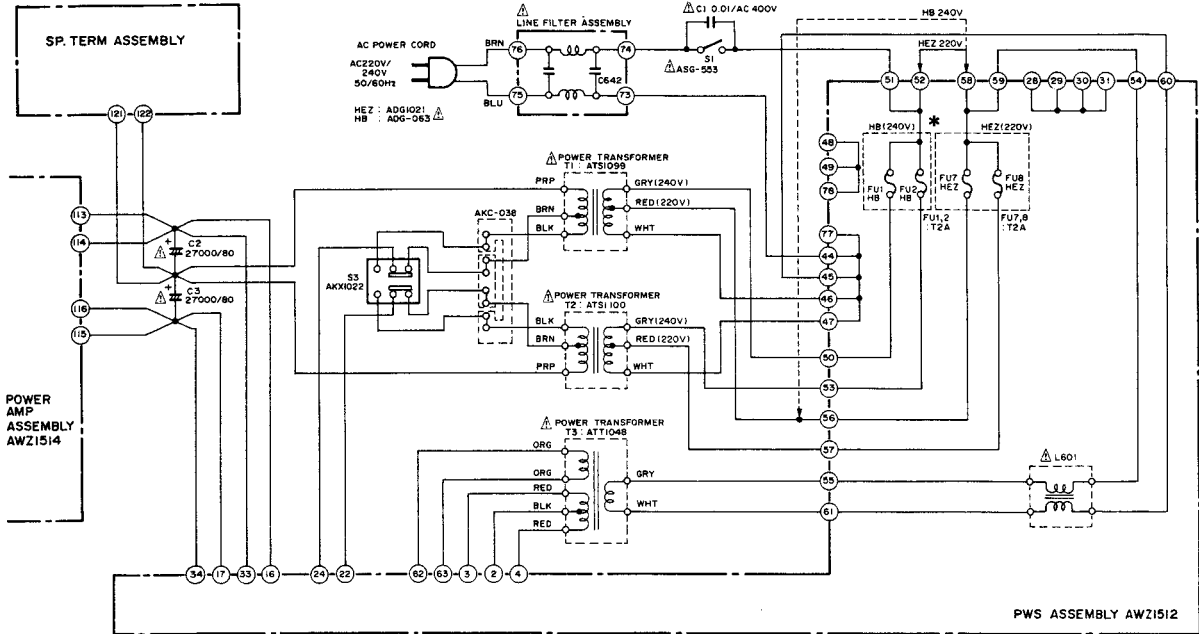 SP. TERM ASSEMBLY
121
122
113
114
116
115
POWER
AMP
ASSEMBLY
AWZ1514
C2
27000/80
C3
27000/80
AC POWER CORD
AC220V/
240V
50/60Hz
HEZ : ADG1021
HB : ADG-063
LINE FILTER ASSEMBLY
BRN
BLU
76
75
74
73
C642
C1 0.01/AC 400V
S1
ASG-553
HB 240V
HEZ 220V
51
52
58
59
28
29
30
31
54
60
*
HB(240V)
HEZ(220V)
FU1
HB
FU2
HB
FU7
HEZ
FU8
HEZ
FU1,2
:T2A
FU7,8
:T2A
48
49
78
77
44
45
46
47
50
53
56
57
55
61
POWER TRANSFORMER
T1 : ATS1099
PRP
BRN
BLK
GRY(240V)
RED(220V)
WHT
AKC-038
S3
AKX1022
POWER TRANSFORMER
T2 : ATS1100
BLK
BRN
PRP
GRY(240V)
RED(220V)
WHT
POWER TRANSFORMER
T3 : ATT1048
ORG
ORG
RED
BLK
RED
GRY
WHT
L601
34
17
33
16
24
22
62
63
3
2
4
PWS ASSEMBLY AWZ1512